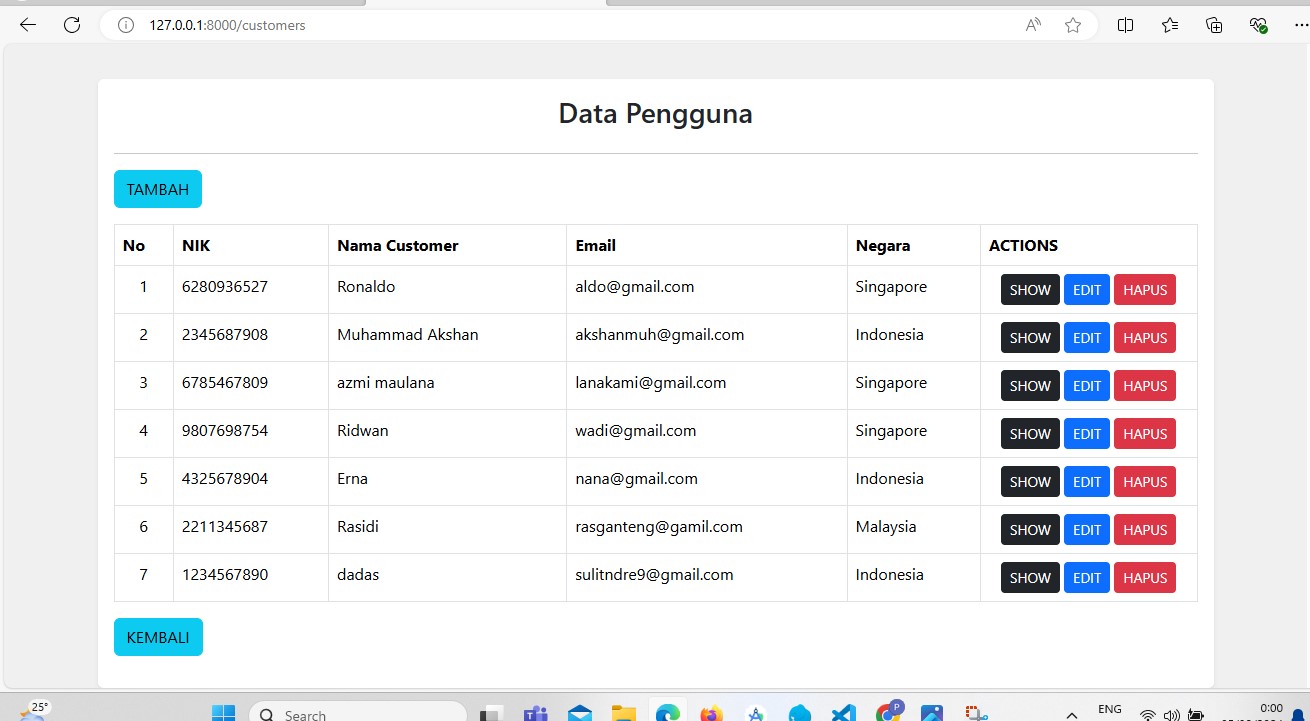 127.0.0.1:8000/customers
Data Pengguna
TAMBAH
No NIK Nama Customer Email Negara ACTIONS
1 6280936527 Ronaldo aldo@gmail.com Singapore SHOW EDIT HAPUS
2 2345687908 Muhammad Akshan akshanmuh@gmail.com Indonesia SHOW EDIT HAPUS
3 6785467809 azmi maulana lanakami@gmail.com Singapore SHOW EDIT HAPUS
4 9807698754 Ridwan wadi@gmail.com Singapore SHOW EDIT HAPUS
5 4325678904 Erna nana@gmail.com Indonesia SHOW EDIT HAPUS
6 2211345687 Rasidi rasganteng@gamil.com Malaysia SHOW EDIT HAPUS
7 1234567890 dadas sulitndre9@gmail.com Indonesia SHOW EDIT HAPUS
KEMBALI
25° Search P ENG 0:00